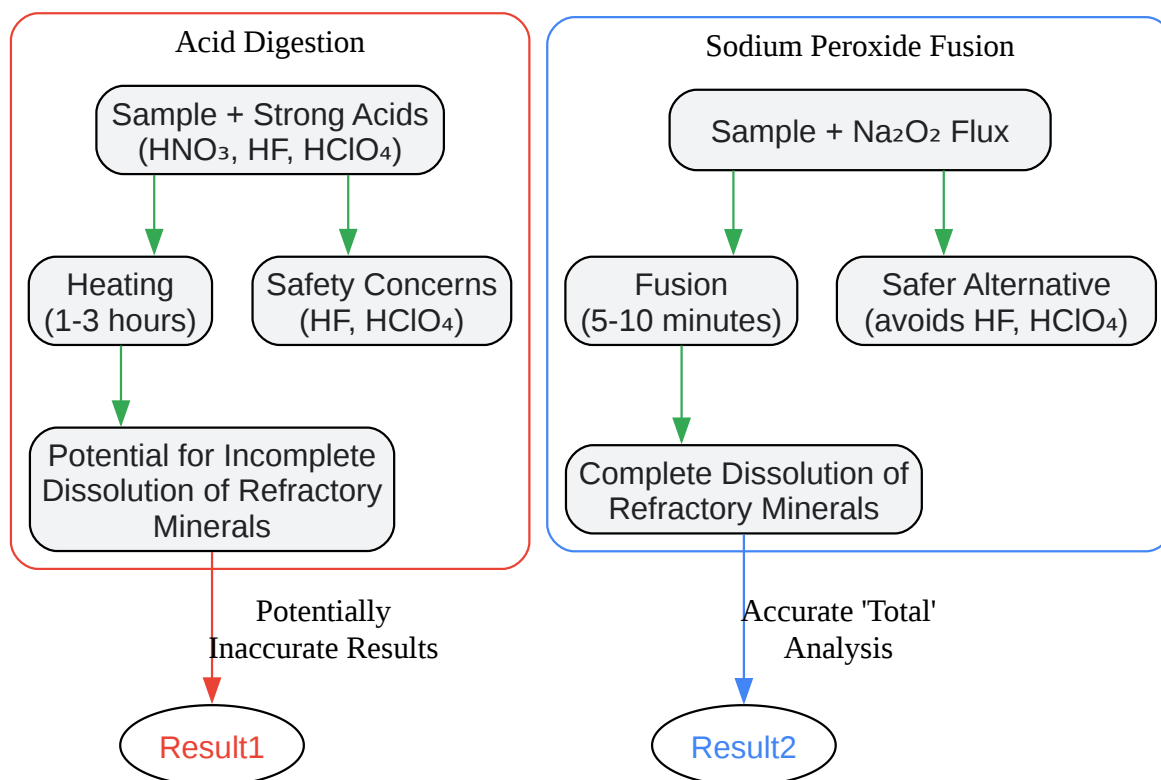 Acid Digestion
Sample + Strong Acids
(HNO₃, HF, HClO₄)
Heating
(1-3 hours)
Safety Concerns
(HF, HClO₄)
Potential for Incomplete
Dissolution of Refractory
Minerals
Potentially
Inaccurate Results
Result1
Sodium Peroxide Fusion
Sample + Na₂O₂ Flux
Fusion
(5-10 minutes)
Safer Alternative
(avoids HF, HClO₄)
Complete Dissolution of
Refractory Minerals
Accurate 'Total'
Analysis
Result2